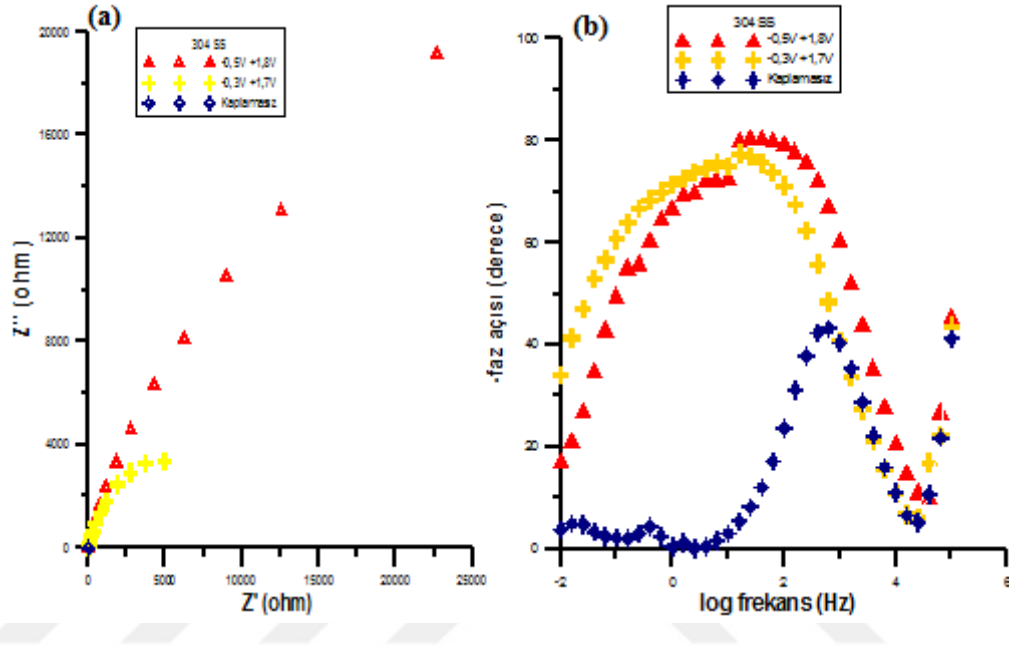 (a)
304 SS
-0,5V +1,8V
-0,3V +1,7V
Kaplamasız
20000
16000
12000
8000
4000
0
Z'' (ohm)
0
5000
10000
15000
20000
25000
Z' (ohm)
(b)
304 SS
-0,5V +1,8V
-0,3V +1,7V
Kaplamasız
100
80
60
40
20
0
-faz açısı (derece)
-2
0
2
4
6
log frekans (Hz)